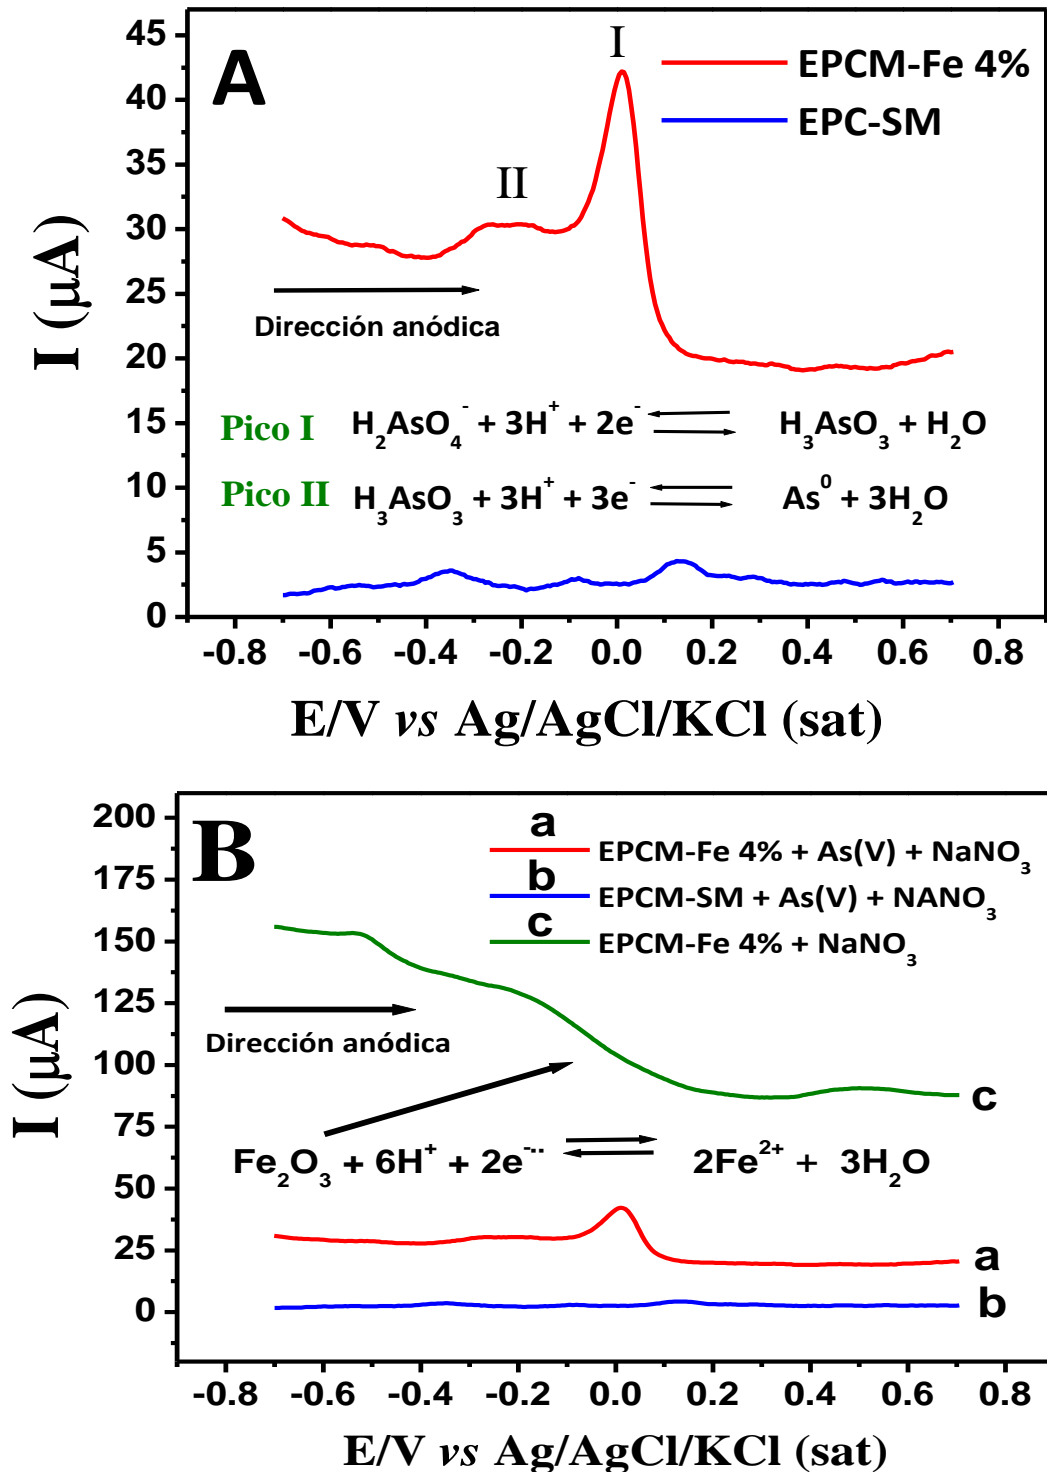 A
I
II
EPCM-Fe 4%
EPC-SM
45
40
35
30
25
20
15
10
5
0
I (µA)
Dirección anódica
Pico I H₂AsO₄⁻ + 3H⁺ + 2e⁻ ⇌ H₃AsO₃ + H₂O
Pico II H₃AsO₃ + 3H⁺ + 3e⁻ ⇌ As⁰ + 3H₂O
-0.8 -0.6 -0.4 -0.2 0.0 0.2 0.4 0.6 0.8
E/V vs Ag/AgCl/KCl (sat)
B
a
EPCM-Fe 4% + As(V) + NaNO₃
b
EPCM-SM + As(V) + NANO₃
c
EPCM-Fe 4% + NaNO₃
200
175
150
125
100
75
50
25
0
I (µA)
Dirección anódica
c
Fe₂O₃ + 6H⁺ + 2e⁻·· ⇌ 2Fe²⁺ + 3H₂O
a
b
-0.8 -0.6 -0.4 -0.2 0.0 0.2 0.4 0.6 0.8
E/V vs Ag/AgCl/KCl (sat)